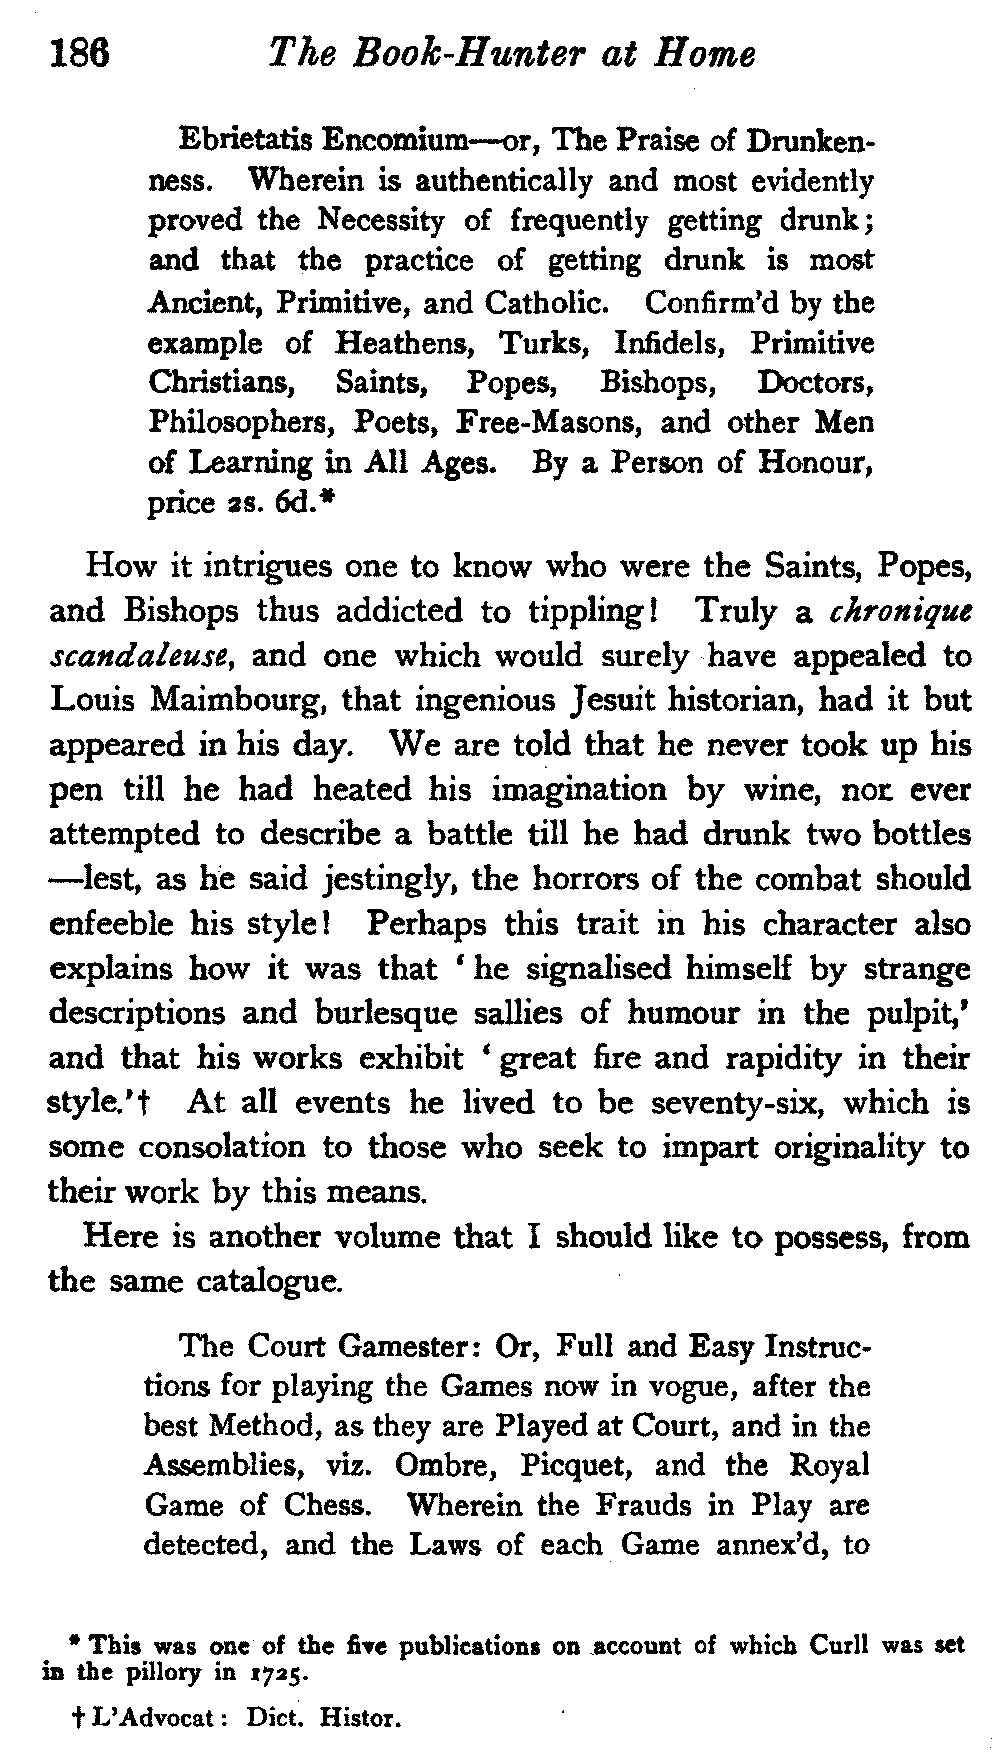 186 The Book-Hunter at Home
Ebrietatis Encomium—or, The Praise of Drunken-
ness. Wherein is authentically and most evidently
proved the Necessity of frequently getting drunk;
and that the practice of getting drunk is most
Ancient, Primitive, and Catholic. Confirm'd by the
example of Heathens, Turks, Infidels, Primitive
Christians, Saints, Popes, Bishops, Doctors,
Philosophers, Poets, Free-Masons, and other Men
of Learning in All Ages. By a Person of Honour,
price 2s. 6d.*
How it intrigues one to know who were the Saints, Popes,
and Bishops thus addicted to tippling! Truly a chronique
scandaleuse, and one which would surely have appealed to
Louis Maimbourg, that ingenious Jesuit historian, had it but
appeared in his day. We are told that he never took up his
pen till he had heated his imagination by wine, nor ever
attempted to describe a battle till he had drunk two bottles
—lest, as he said jestingly, the horrors of the combat should
enfeeble his style! Perhaps this trait in his character also
explains how it was that ‘he signalised himself by strange
descriptions and burlesque sallies of humour in the pulpit,’
and that his works exhibit ‘great fire and rapidity in their
style.’† At all events he lived to be seventy-six, which is
some consolation to those who seek to impart originality to
their work by this means.
Here is another volume that I should like to possess, from
the same catalogue.
The Court Gamester: Or, Full and Easy Instruc-
tions for playing the Games now in vogue, after the
best Method, as they are Played at Court, and in the
Assemblies, viz. Ombre, Picquet, and the Royal
Game of Chess. Wherein the Frauds in Play are
detected, and the Laws of each Game annex'd, to
* This was one of the five publications on account of which Curll was set
in the pillory in 1725.
† L'Advocat: Dict. Histor.